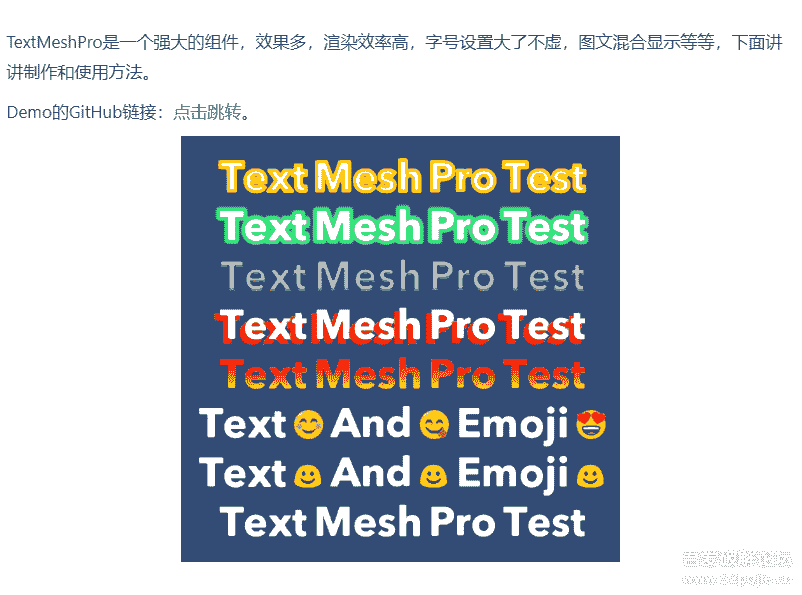 TextMeshPro是一个强大的组件，效果多，渲染效率高，字号设置大了不虚，图文混合显示等等，下面讲
讲制作和使用方法。
Demo的GitHub链接：点击跳转。
Text Mesh Pro Test
Text Mesh Pro Test
Text Mesh Pro Test
Text Mesh Pro Test
Text Mesh Pro Test
Text 😊 And 😋 Emoji 😍
Text ☺ And ☺ Emoji ☺
Text Mesh Pro Test